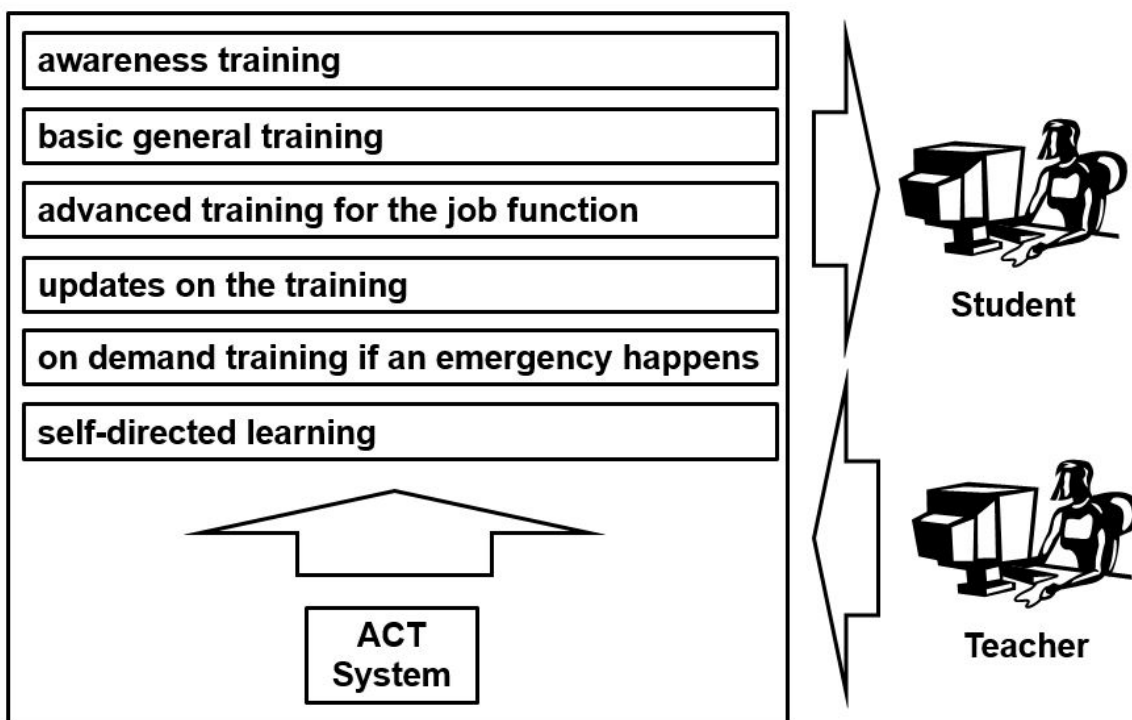 awareness training
basic general training
advanced training for the job function
updates on the training
on demand training if an emergency happens
self-directed learning
ACT
System
Student
Teacher